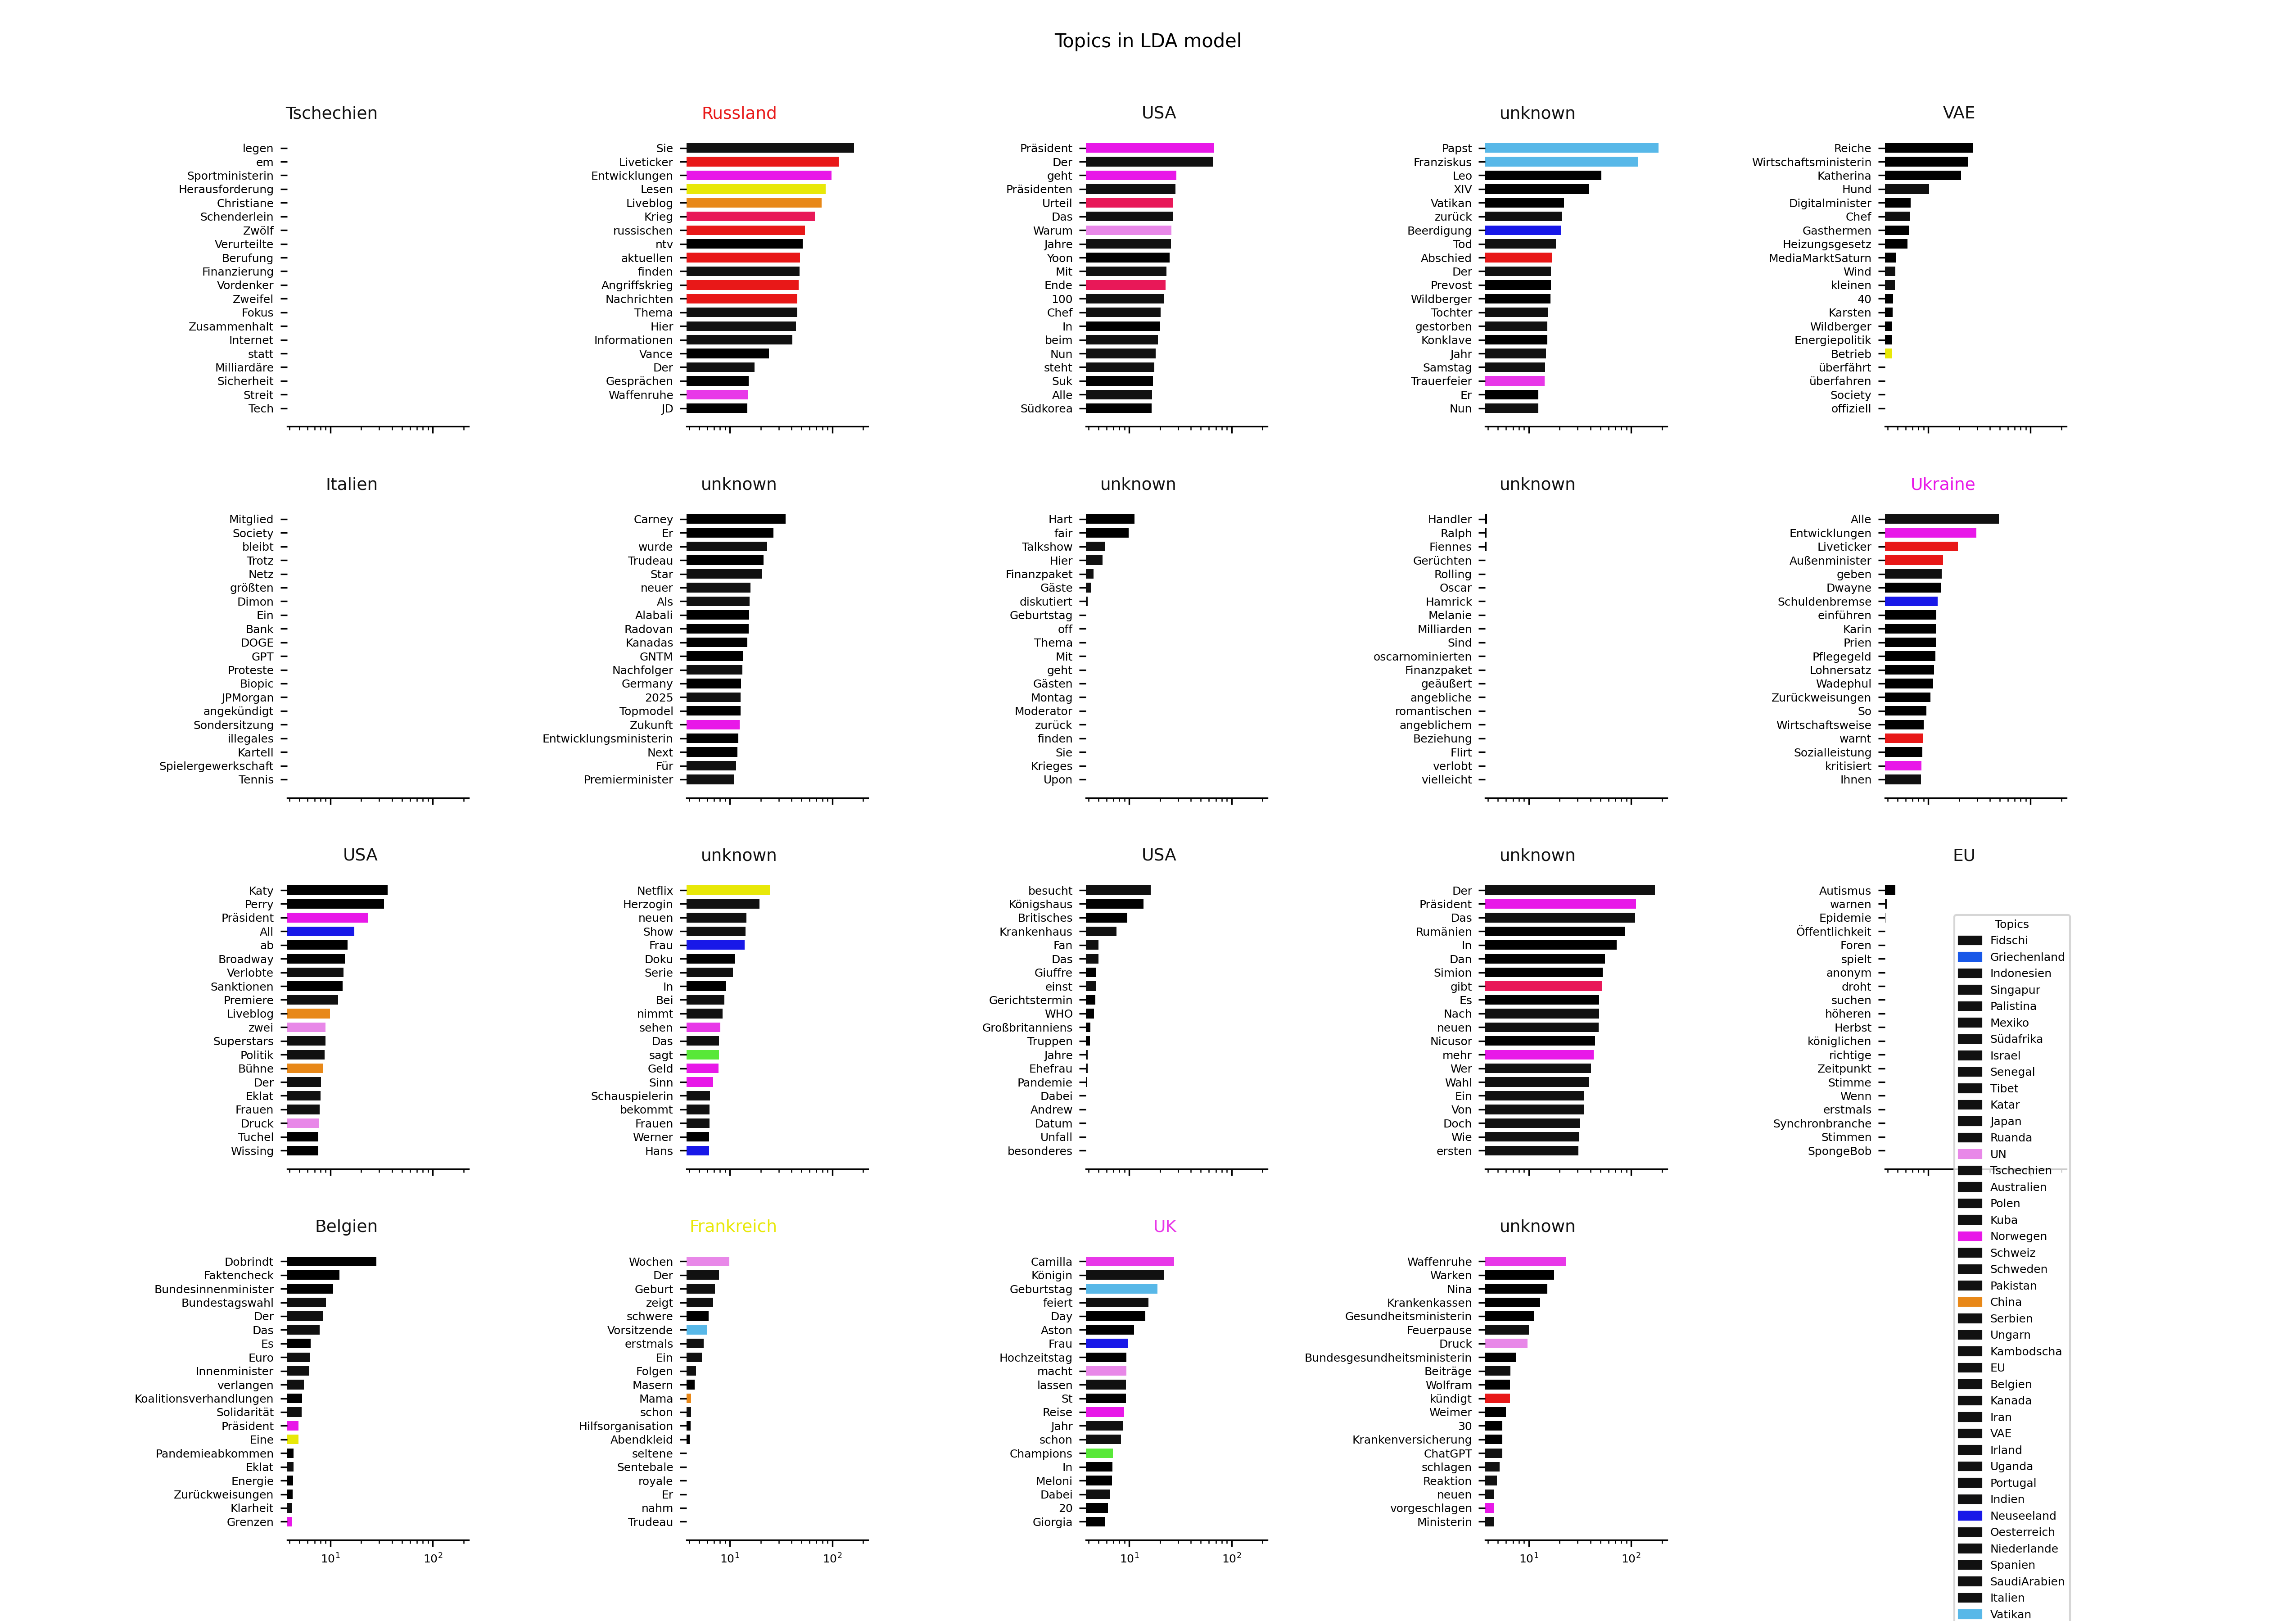 Topics in LDA model
Tschechien
legen
em
Sportministerin
Herausforderung
Christiane
Schenderlein
Zwölf
Verurteilte
Berufung
Finanzierung
Vordenker
Zweifel
Fokus
Zusammenhalt
Internet
statt
Milliardäre
Sicherheit
Streit
Tech
Russland
Sie
Liveticker
Entwicklungen
Lesen
Liveblog
Krieg
russischen
ntv
aktuellen
finden
Angriffskrieg
Nachrichten
Thema
Hier
Informationen
Vance
Der
Gesprächen
Waffenruhe
JD
USA
Präsident
Der
geht
Präsidenten
Urteil
Das
Warum
Jahre
Yoon
Mit
Ende
100
Chef
In
beim
Nun
steht
Suk
Alle
Südkorea
unknown
Papst
Franziskus
Leo
XIV
Vatikan
zurück
Beerdigung
Tod
Abschied
Der
Prevost
Wildberger
Tochter
gestorben
Konklave
Jahr
Samstag
Trauerfeier
Er
Nun
VAE
Reiche
Wirtschaftsministerin
Katherina
Hund
Digitalminister
Chef
Gasthermen
Heizungsgesetz
MediaMarktSaturn
Wind
kleinen
40
Karsten
Wildberger
Energiepolitik
Betrieb
überfährt
überfahren
Society
offiziell
Italien
Mitglied
Society
bleibt
Trotz
Netz
größten
Dimon
Ein
Bank
DOGE
GPT
Proteste
Biopic
JPMorgan
angekündigt
Sondersitzung
illegales
Kartell
Spielergewerkschaft
Tennis
unknown
Carney
Er
wurde
Trudeau
Star
neuer
Als
Alabali
Radovan
Kanadas
GNTM
Nachfolger
Germany
2025
Topmodel
Zukunft
Entwicklungsministerin
Next
Für
Premierminister
unknown
Hart
fair
Talkshow
Hier
Finanzpaket
Gäste
diskutiert
Geburtstag
off
Thema
Mit
geht
Gästen
Montag
Moderator
zurück
finden
Sie
Krieges
Upon
unknown
Handler
Ralph
Fiennes
Gerüchten
Rolling
Oscar
Hamrick
Melanie
Milliarden
Sind
oscarnominierten
Finanzpaket
geäußert
angebliche
romantischen
angeblichem
Beziehung
Flirt
verlobt
vielleicht
Ukraine
Alle
Entwicklungen
Liveticker
Außenminister
geben
Dwayne
Schuldenbremse
einführen
Karin
Prien
Pflegegeld
Lohnersatz
Wadephul
Zurückweisungen
So
Wirtschaftsweise
warnt
Sozialleistung
kritisiert
Ihnen
USA
Katy
Perry
Präsident
All
ab
Broadway
Verlobte
Sanktionen
Premiere
Liveblog
zwei
Superstars
Politik
Bühne
Der
Eklat
Frauen
Druck
Tuchel
Wissing
unknown
Netflix
Herzogin
neuen
Show
Frau
Doku
Serie
In
Bei
nimmt
sehen
Das
sagt
Geld
Sinn
Schauspielerin
bekommt
Frauen
Werner
Hans
USA
besucht
Königshaus
Britisches
Krankenhaus
Fan
Das
Giuffre
einst
Gerichtstermin
WHO
Großbritanniens
Truppen
Jahre
Ehefrau
Pandemie
Dabei
Andrew
Datum
Unfall
besonderes
unknown
Der
Präsident
Das
Rumänien
In
Dan
Simion
gibt
Es
Nach
neuen
Nicusor
mehr
Wer
Wahl
Ein
Von
Doch
Wie
ersten
EU
Autismus
warnen
Epidemie
Öffentlichkeit
Foren
spielt
anonym
droht
suchen
höheren
Herbst
königlichen
richtige
Zeitpunkt
Stimme
Wenn
erstmals
Synchronbranche
Stimmen
SpongeBob
Belgien
Dobrindt
Faktencheck
Bundesinnenminister
Bundestagswahl
Der
Das
Es
Euro
Innenminister
verlangen
Koalitionsverhandlungen
Solidarität
Präsident
Eine
Pandemieabkommen
Eklat
Energie
Zurückweisungen
Klarheit
Grenzen
10¹ 10²
Frankreich
Wochen
Der
Geburt
zeigt
schwere
Vorsitzende
erstmals
Ein
Folgen
Masern
Mama
schon
Hilfsorganisation
Abendkleid
seltene
Sentebale
royale
Er
nahm
Trudeau
10¹ 10²
UK
Camilla
Königin
Geburtstag
feiert
Day
Aston
Frau
Hochzeitstag
macht
lassen
St
Reise
Jahr
schon
Champions
In
Meloni
Dabei
20
Giorgia
10¹ 10²
unknown
Waffenruhe
Warken
Nina
Krankenkassen
Gesundheitsministerin
Feuerpause
Druck
Bundesgesundheitsministerin
Beiträge
Wolfram
kündigt
Weimer
30
Krankenversicherung
ChatGPT
schlagen
Reaktion
neuen
vorgeschlagen
Ministerin
10¹ 10²
Topics
Fidschi
Griechenland
Indonesien
Singapur
Palistina
Mexiko
Südafrika
Israel
Senegal
Tibet
Katar
Japan
Ruanda
UN
Tschechien
Australien
Polen
Kuba
Norwegen
Schweiz
Schweden
Pakistan
China
Serbien
Ungarn
Kambodscha
EU
Belgien
Kanada
Iran
VAE
Irland
Uganda
Portugal
Indien
Neuseeland
Oesterreich
Niederlande
Spanien
SaudiArabien
Italien
Vatikan